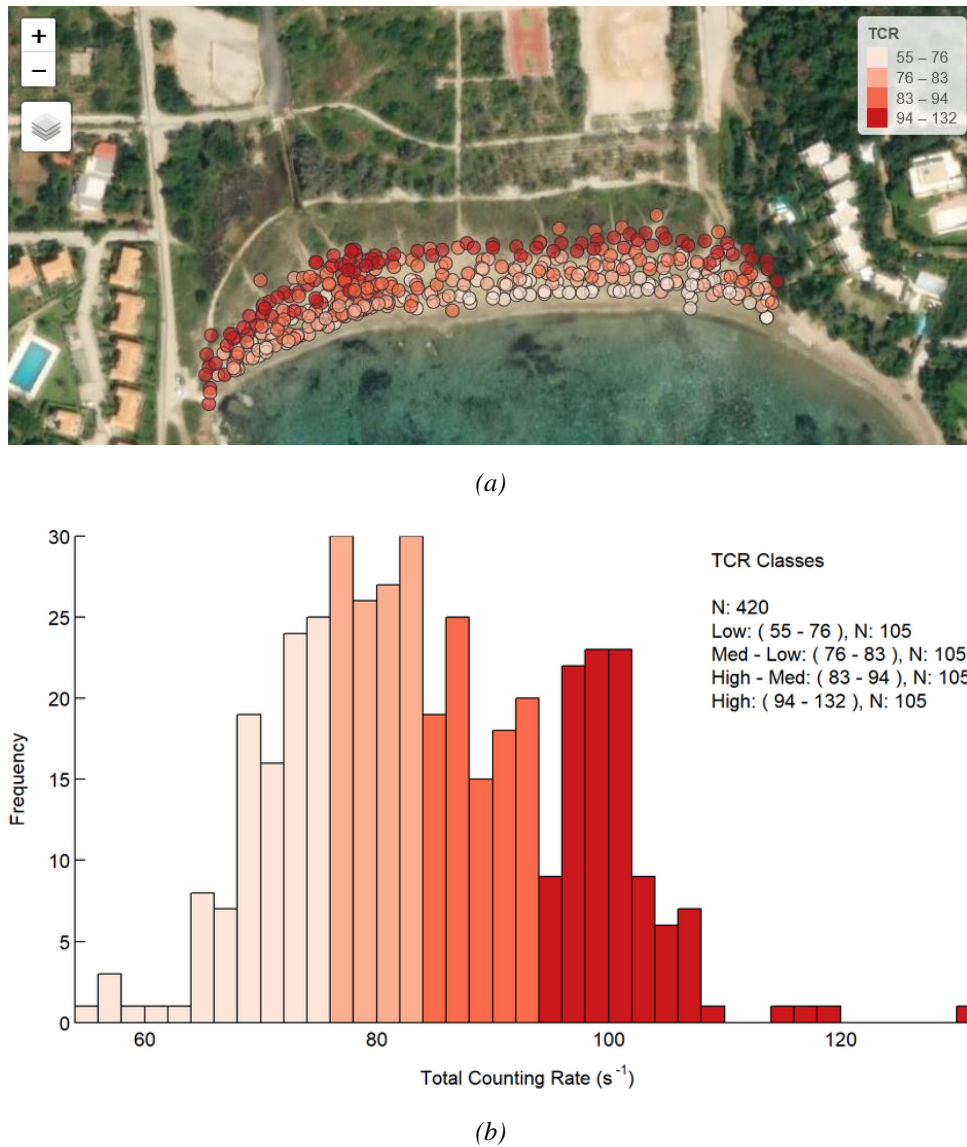 +
−
TCR
55 – 76
76 – 83
83 – 94
94 – 132
(a)
30
25
20
15
10
5
0
Frequency
TCR Classes
N: 420
Low: ( 55 - 76 ), N: 105
Med - Low: ( 76 - 83 ), N: 105
High - Med: ( 83 - 94 ), N: 105
High: ( 94 - 132 ), N: 105
60 80 100 120
Total Counting Rate (s⁻¹)
(b)